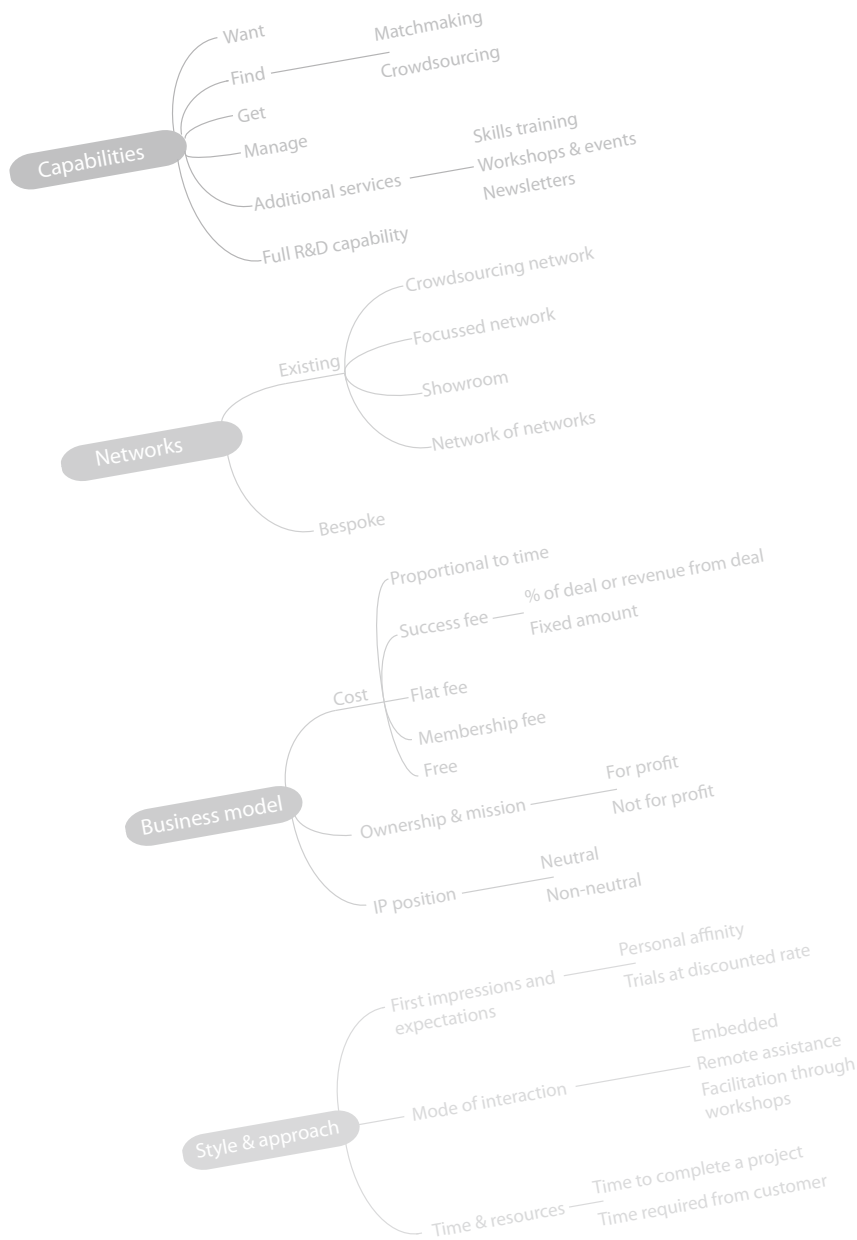 Capabilities
Want
Find
Matchmaking
Crowdsourcing
Get
Manage
Additional services
Skills training
Workshops & events
Newsletters
Full R&D capability
Networks
Existing
Crowdsourcing network
Focussed network
Showroom
Network of networks
Bespoke
Business model
Cost
Proportional to time
Success fee
% of deal or revenue from deal
Fixed amount
Flat fee
Membership fee
Free
Ownership & mission
For profit
Not for profit
IP position
Neutral
Non-neutral
Style & approach
First impressions and
expectations
Personal affinity
Trials at discounted rate
Mode of interaction
Embedded
Remote assistance
Facilitation through
workshops
Time & resources
Time to complete a project
Time required from customer